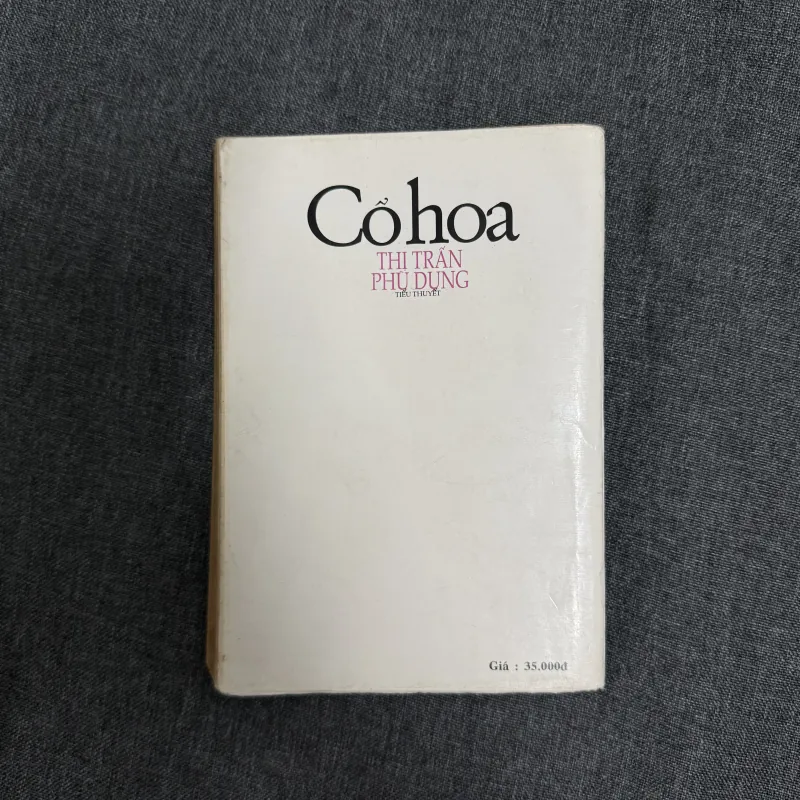 Cổ hoa
THỊ TRẤN
PHÙ DUNG
TIỂU THUYẾT
Giá : 35.000đ